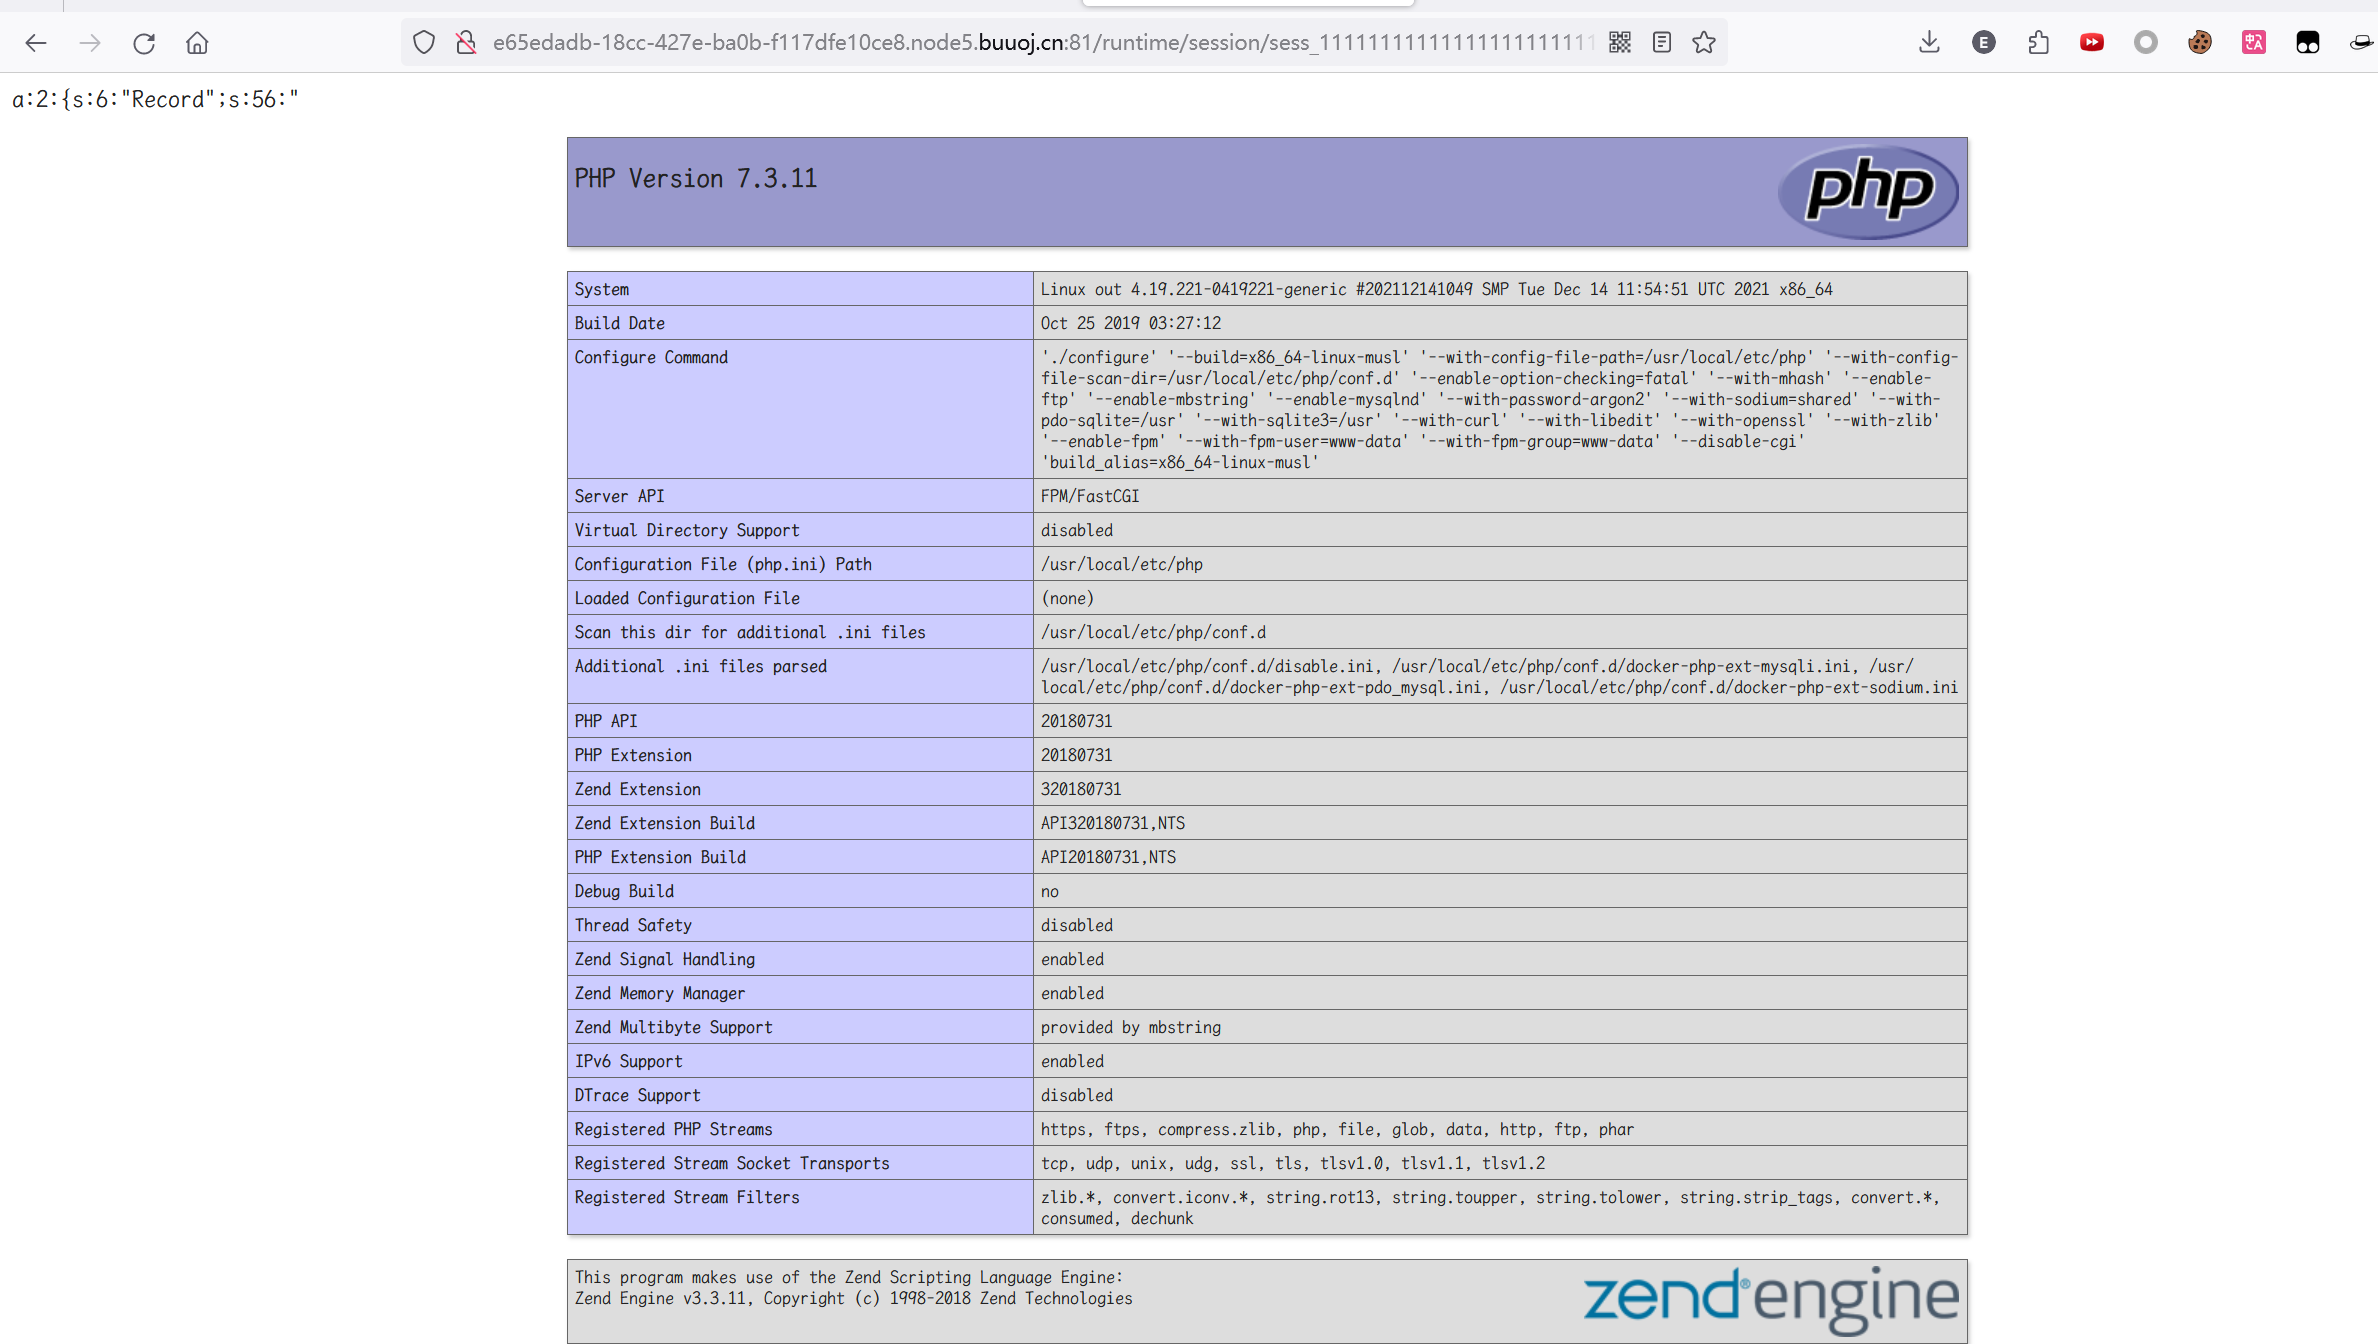 e65edadb-18cc-427e-ba0b-f117dfe10ce8.node5.buuoj.cn:81/runtime/session/sess_11111111111111111111111
E
a:2:{s:6:"Record";s:56:"
PHP Version 7.3.11
php
System Linux out 4.19.221-0419221-generic #202112141049 SMP Tue Dec 14 11:54:51 UTC 2021 x86_64
Build Date Oct 25 2019 03:27:12
Configure Command './configure' '--build=x86_64-linux-musl' '--with-config-file-path=/usr/local/etc/php' '--with-config-
file-scan-dir=/usr/local/etc/php/conf.d' '--enable-option-checking=fatal' '--with-mhash' '--enable-
ftp' '--enable-mbstring' '--enable-mysqlnd' '--with-password-argon2' '--with-sodium=shared' '--with-
pdo-sqlite=/usr' '--with-sqlite3=/usr' '--with-curl' '--with-libedit' '--with-openssl' '--with-zlib'
'--enable-fpm' '--with-fpm-user=www-data' '--with-fpm-group=www-data' '--disable-cgi'
'build_alias=x86_64-linux-musl'
Server API FPM/FastCGI
Virtual Directory Support disabled
Configuration File (php.ini) Path /usr/local/etc/php
Loaded Configuration File (none)
Scan this dir for additional .ini files /usr/local/etc/php/conf.d
Additional .ini files parsed /usr/local/etc/php/conf.d/disable.ini, /usr/local/etc/php/conf.d/docker-php-ext-mysqli.ini, /usr/
local/etc/php/conf.d/docker-php-ext-pdo_mysql.ini, /usr/local/etc/php/conf.d/docker-php-ext-sodium.ini
PHP API 20180731
PHP Extension 20180731
Zend Extension 320180731
Zend Extension Build API320180731,NTS
PHP Extension Build API20180731,NTS
Debug Build no
Thread Safety disabled
Zend Signal Handling enabled
Zend Memory Manager enabled
Zend Multibyte Support provided by mbstring
IPv6 Support enabled
DTrace Support disabled
Registered PHP Streams https, ftps, compress.zlib, php, file, glob, data, http, ftp, phar
Registered Stream Socket Transports tcp, udp, unix, udg, ssl, tls, tlsv1.0, tlsv1.1, tlsv1.2
Registered Stream Filters zlib.*, convert.iconv.*, string.rot13, string.toupper, string.tolower, string.strip_tags, convert.*,
consumed, dechunk
This program makes use of the Zend Scripting Language Engine:
Zend Engine v3.3.11, Copyright (c) 1998-2018 Zend Technologies
zend®engine